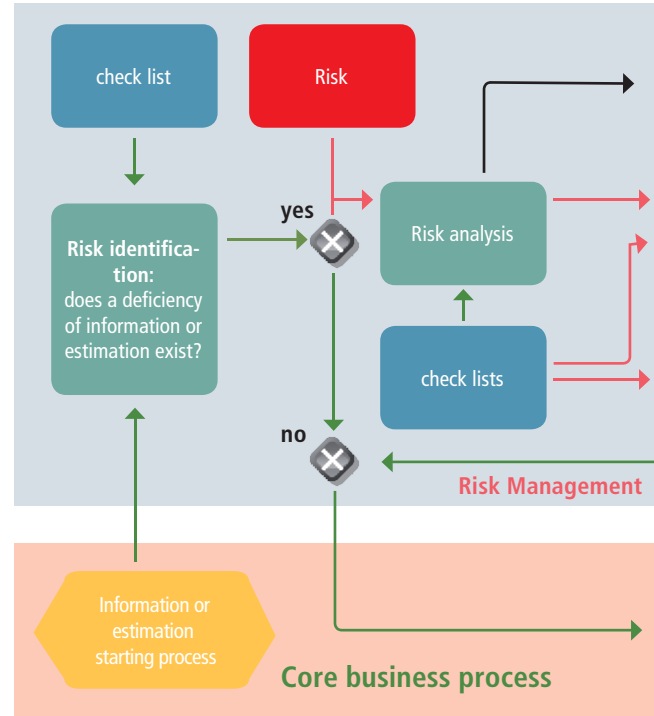 check list
Risk
yes
Risk identifica-
tion:
does a deficiency
of information or
estimation exist?
Risk analysis
check lists
no
Risk Management
Information or
estimation
starting process
Core business process